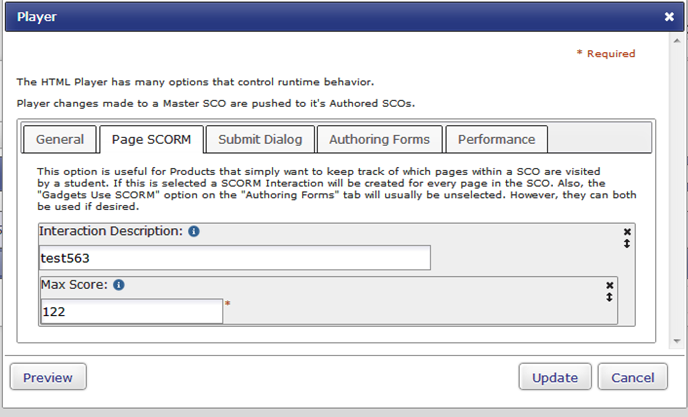 Player
* Required
The HTML Player has many options that control runtime behavior.
Player changes made to a Master SCO are pushed to it's Authored SCOs.
General Page SCORM Submit Dialog Authoring Forms Performance
This option is useful for Products that simply want to keep track of which pages within a SCO are visited
by a student. If this is selected a SCORM Interaction will be created for every page in the SCO. Also, the
"Gadgets Use SCORM" option on the "Authoring Forms" tab will usually be unselected. However, they can both
be used if desired.
Interaction Description:
test563
Max Score:
122 *
Preview Update Cancel